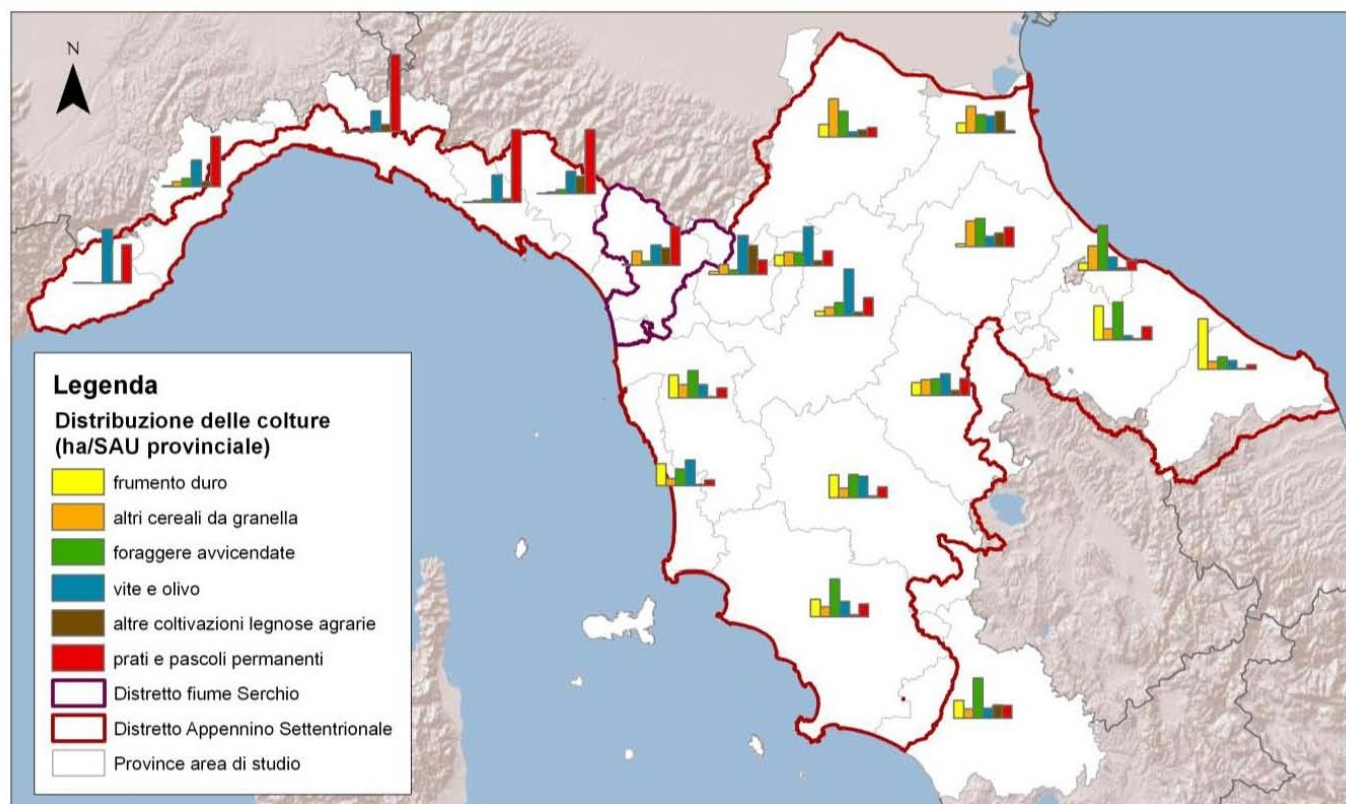 N
Legenda
Distribuzione delle colture
(ha/SAU provinciale)
frumento duro
altri cereali da granella
foraggere avvicendate
vite e olivo
altre coltivazioni legnose agrarie
prati e pascoli permanenti
Distretto fiume Serchio
Distretto Appennino Settentrionale
Province area di studio